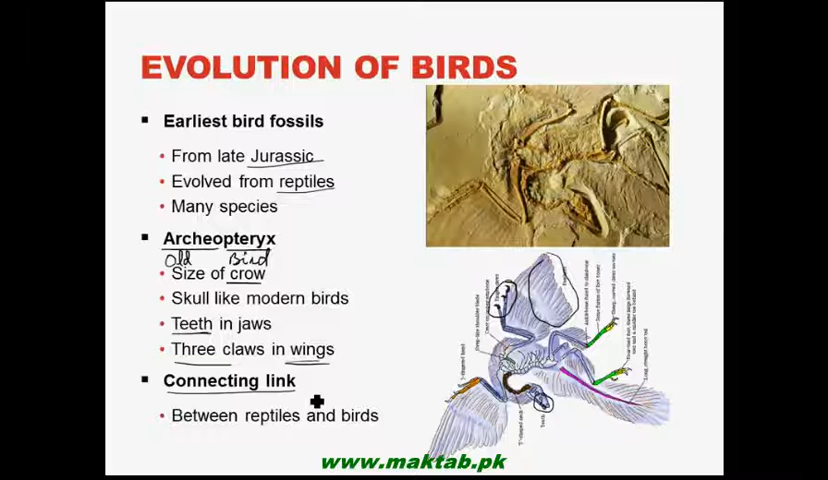 EVOLUTION OF BIRDS
Earliest bird fossils
From late Jurassic
Evolved from reptiles
Many species
Archeopteryx
Old Bird
Size of crow
Skull like modern birds
Teeth in jaws
Three claws in wings
Connecting link
Between reptiles and birds
Teeth
www.maktab.pk